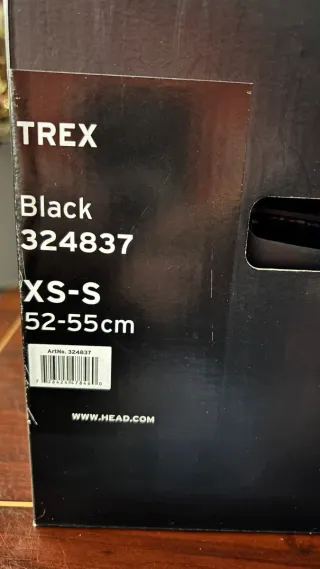 TREX
Black
324837
XS-S
52-55cm
ArtNo. 324837
WWW.HEAD.COM